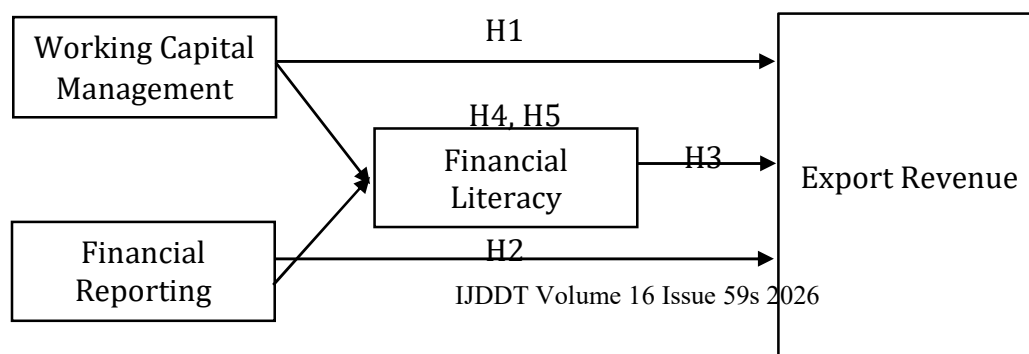 H1
Working Capital
Management
H4, H5
Financial
Literacy
H3
Export Revenue
Financial
Reporting
H2
IJDDT Volume 16 Issue 59s 2026